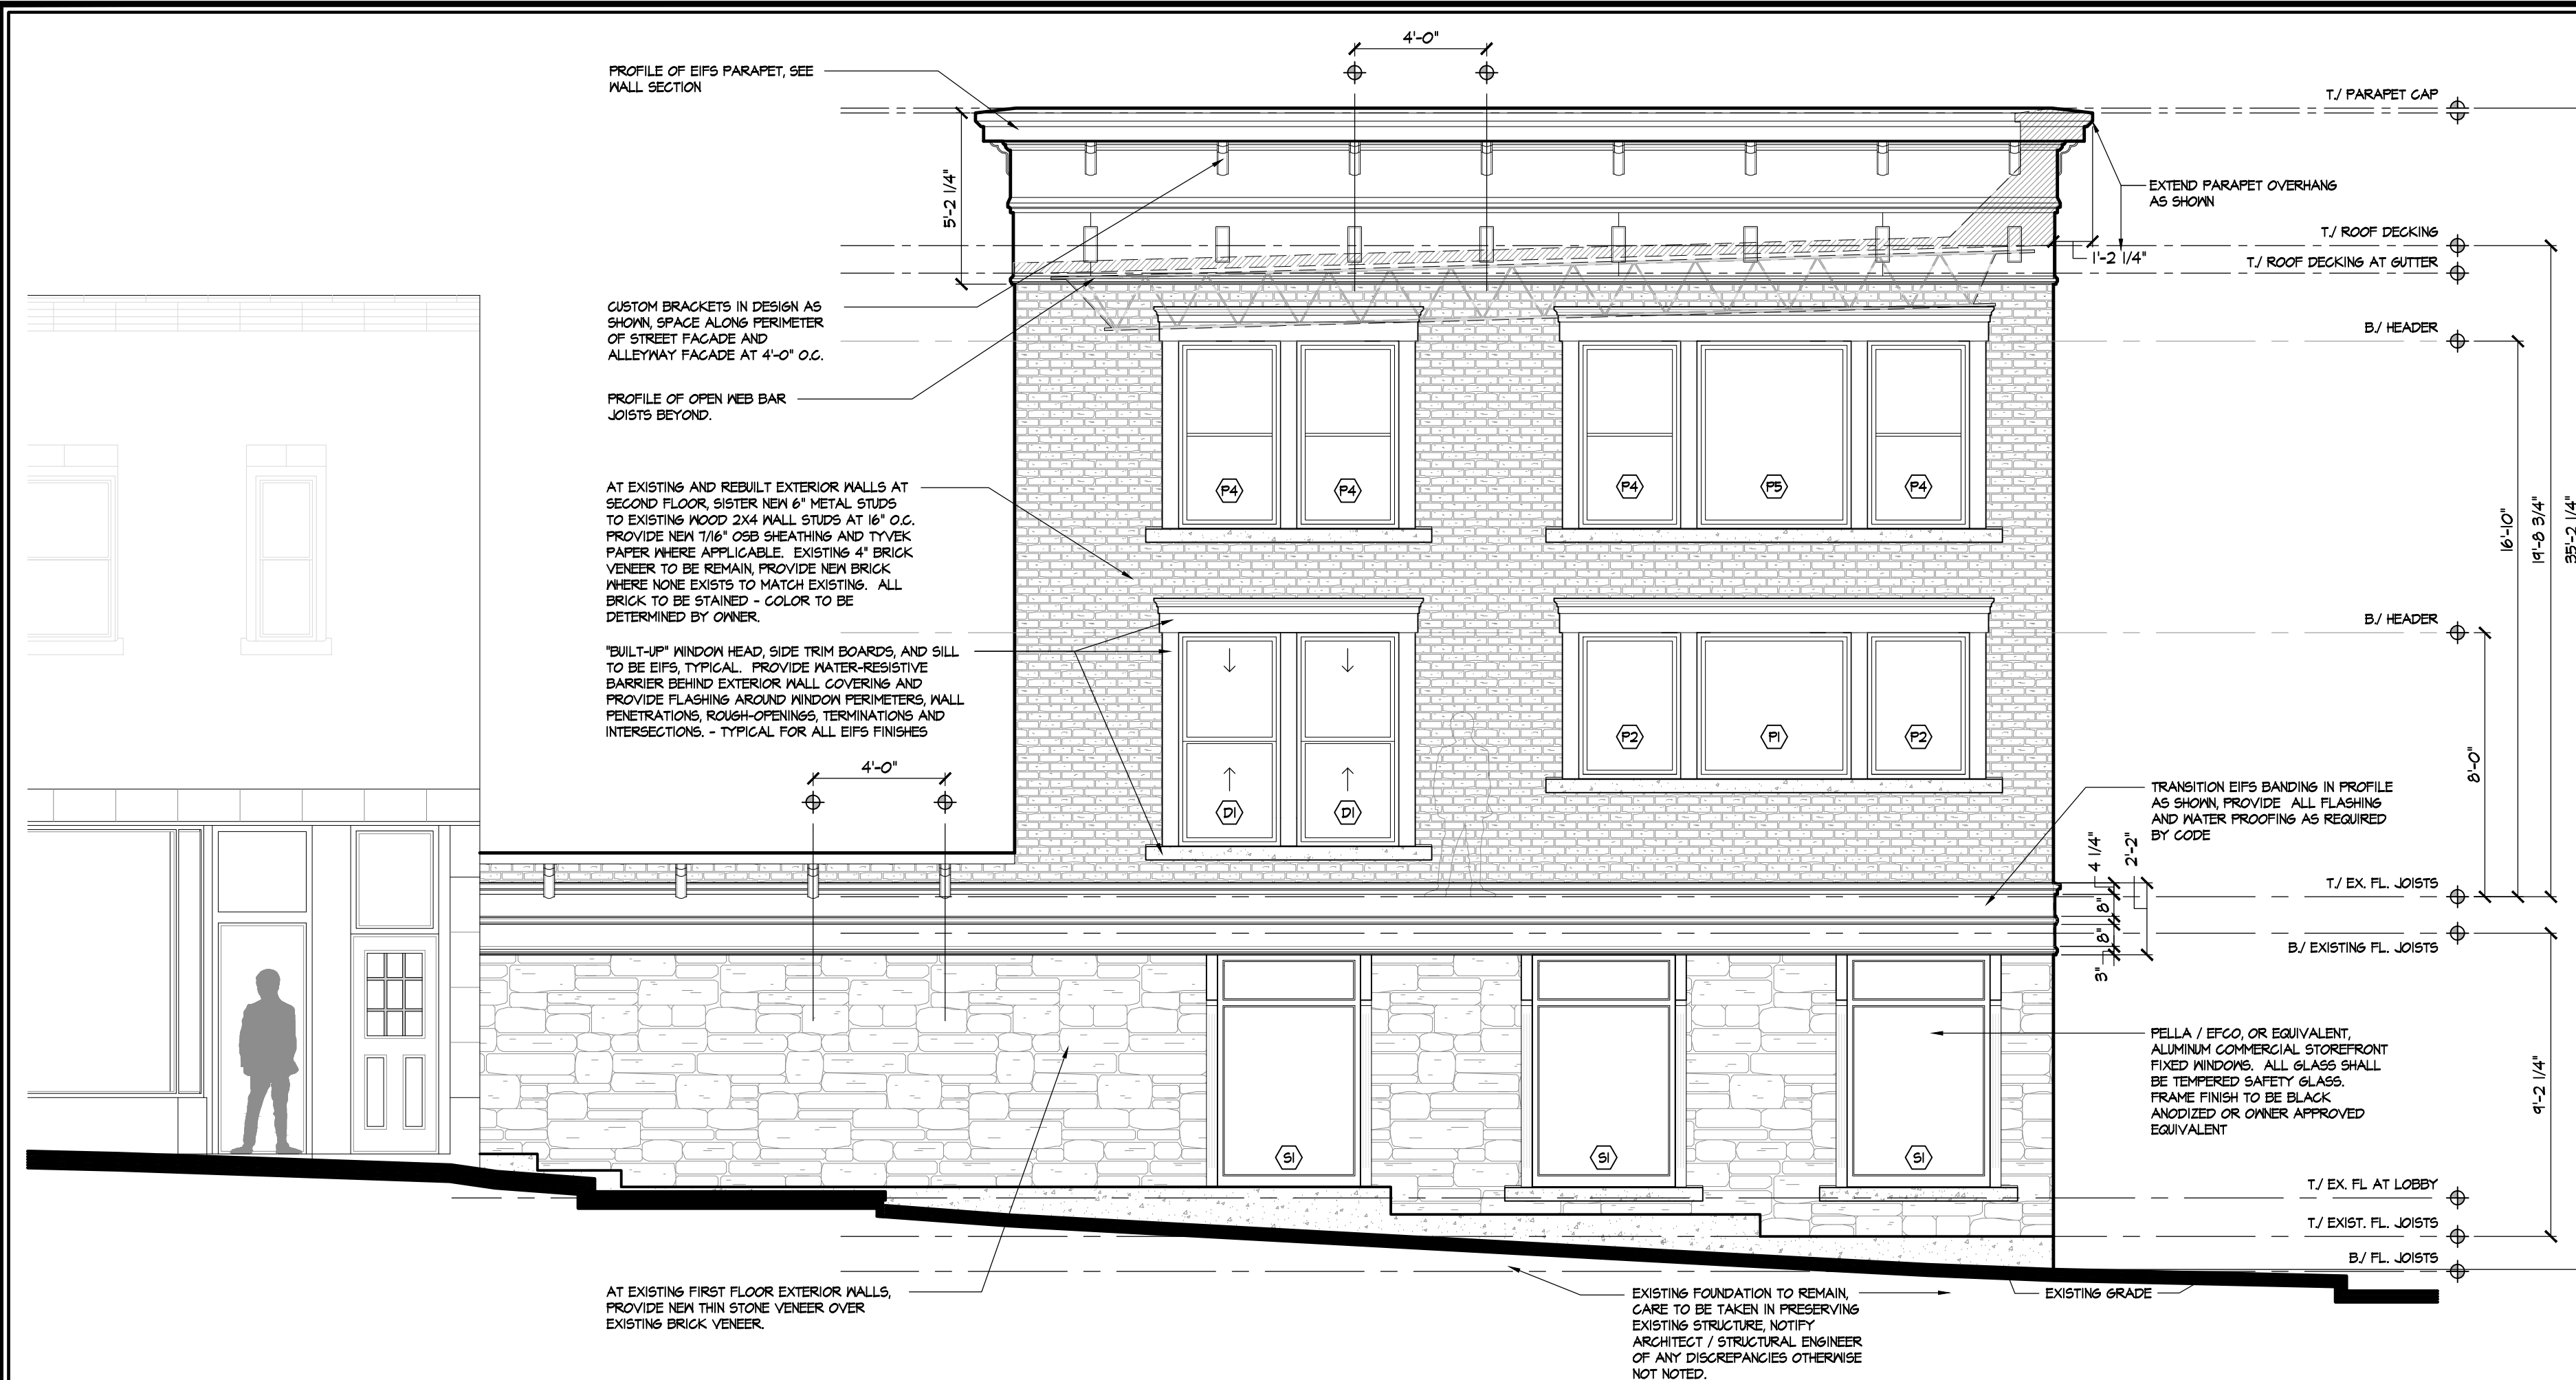 4'-0"
PROFILE OF EIFS PARAPET, SEE
WALL SECTION
T./ PARAPET CAP
5'-2 1/4"
EXTEND PARAPET OVERHANG
AS SHOWN
T./ ROOF DECKING
1'-2 1/4"
T./ ROOF DECKING AT GUTTER
CUSTOM BRACKETS IN DESIGN AS
SHOWN, SPACE ALONG PERIMETER
OF STREET FACADE AND
ALLEYWAY FACADE AT 4'-0" O.C.
B./ HEADER
PROFILE OF OPEN WEB BAR
JOISTS BEYOND.
AT EXISTING AND REBUILT EXTERIOR WALLS AT
SECOND FLOOR, SISTER NEW 6" METAL STUDS
TO EXISTING WOOD 2X4 WALL STUDS AT 16" O.C.
PROVIDE NEW 7/16" OSB SHEATHING AND TYVEK
PAPER WHERE APPLICABLE.  EXISTING 4" BRICK
VENEER TO BE REMAIN, PROVIDE NEW BRICK
WHERE NONE EXISTS TO MATCH EXISTING.  ALL
BRICK TO BE STAINED - COLOR TO BE
DETERMINED BY OWNER.
P4 P4 P4 P5 P4
16'-10"
19'-8 3/4"
35'-2 1/4"
B./ HEADER
"BUILT-UP" WINDOW HEAD, SIDE TRIM BOARDS, AND SILL
TO BE EIFS, TYPICAL.  PROVIDE WATER-RESISTIVE
BARRIER BEHIND EXTERIOR WALL COVERING AND
PROVIDE FLASHING AROUND WINDOW PERIMETERS, WALL
PENETRATIONS, ROUGH-OPENINGS, TERMINATIONS AND
INTERSECTIONS. - TYPICAL FOR ALL EIFS FINISHES
P2 P1 P2
8'-0"
4'-0"
D1 D1
TRANSITION EIFS BANDING IN PROFILE
AS SHOWN, PROVIDE  ALL FLASHING
AND WATER PROOFING AS REQUIRED
BY CODE
4 1/4"
2'-2"
8"
8"
3"
T./ EX. FL. JOISTS
B./ EXISTING FL. JOISTS
PELLA / EFCO, OR EQUIVALENT,
ALUMINUM COMMERCIAL STOREFRONT
FIXED WINDOWS.  ALL GLASS SHALL
BE TEMPERED SAFETY GLASS.
FRAME FINISH TO BE BLACK
ANODIZED OR OWNER APPROVED
EQUIVALENT
9'-2 1/4"
S1 S1 S1
T./ EX. FL AT LOBBY
T./ EXIST. FL. JOISTS
B./ FL. JOISTS
AT EXISTING FIRST FLOOR EXTERIOR WALLS,
PROVIDE NEW THIN STONE VENEER OVER
EXISTING BRICK VENEER.
EXISTING FOUNDATION TO REMAIN,
CARE TO BE TAKEN IN PRESERVING
EXISTING STRUCTURE, NOTIFY
ARCHITECT / STRUCTURAL ENGINEER
OF ANY DISCREPANCIES OTHERWISE
NOT NOTED.
EXISTING GRADE